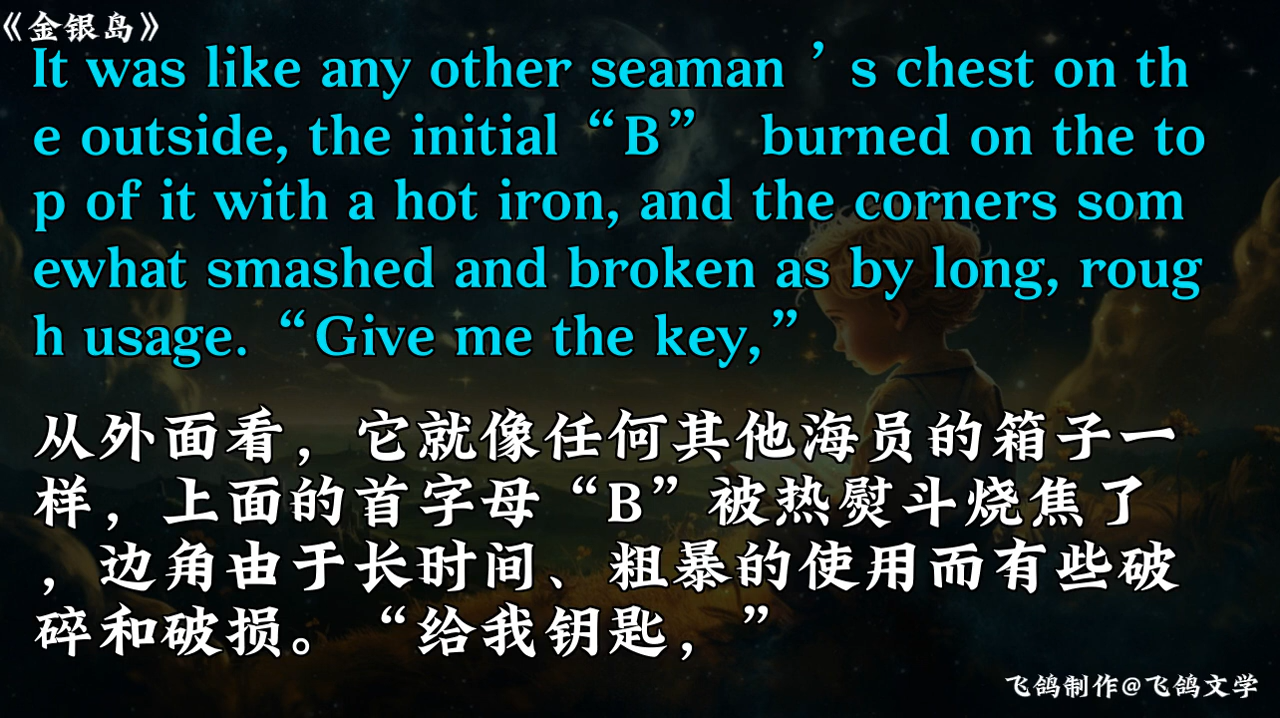 《金银岛》
It was like any other seaman ’s chest on th
e outside, the initial “B” burned on the to
p of it with a hot iron, and the corners som
ewhat smashed and broken as by long, roug
h usage. “Give me the key,”
从外面看，它就像任何其他海员的箱子一
样，上面的首字母“B”被热熨斗烧焦了
，边角由于长时间、粗暴的使用而有些破
碎和破损。“给我钥匙，”
飞鸽制作@飞鸽文学